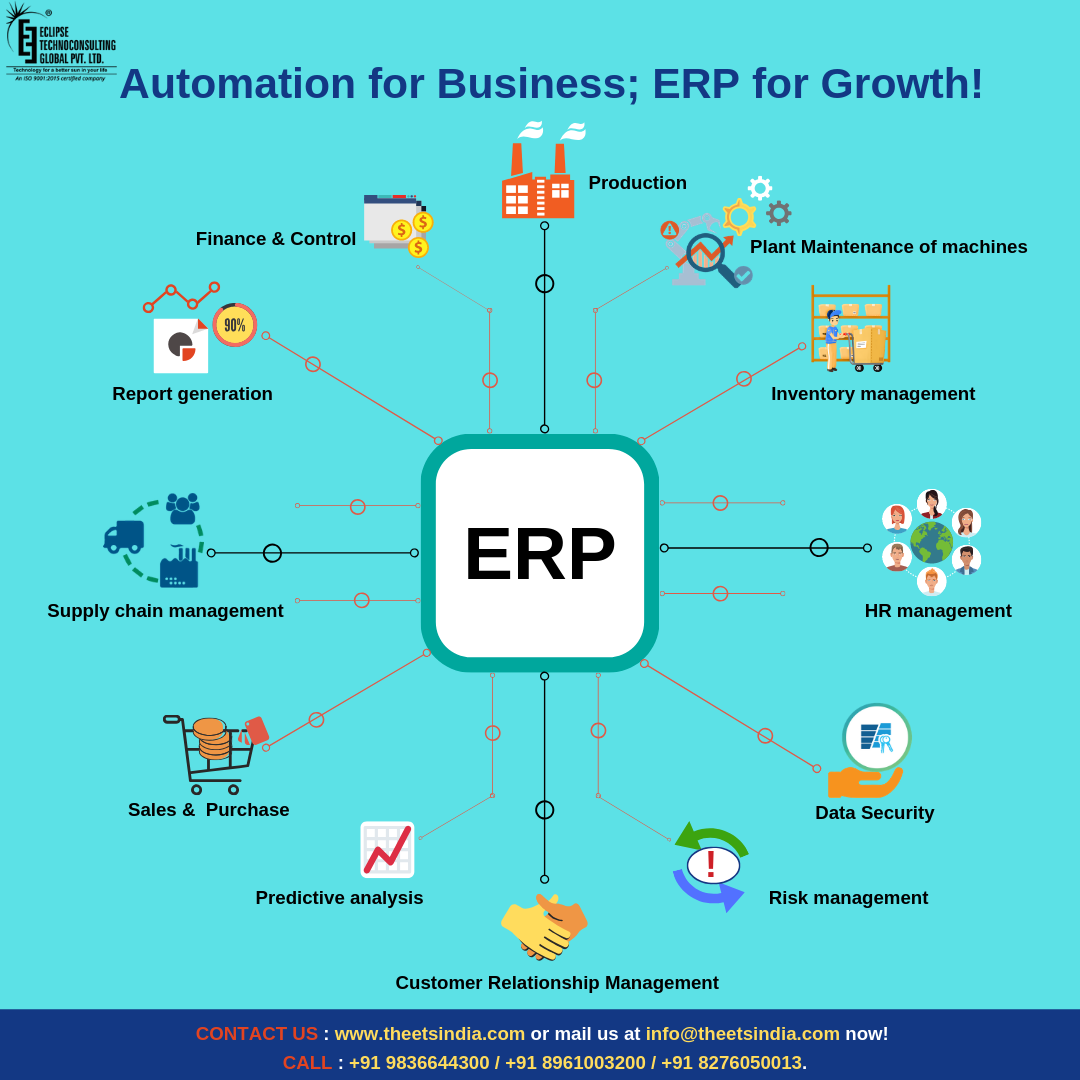 ®
ECLIPSE
TECHNOCONSULTING
GLOBAL PVT. LTD.
Technology for a better sun in your life
An ISO 9001:2015 certified company
Automation for Business; ERP for Growth!
Production
Finance & Control
$
$
$
Plant Maintenance of machines
90%
Report generation
Inventory management
ERP
Supply chain management
HR management
Sales &  Purchase
Data Security
Predictive analysis
!
Risk management
Customer Relationship Management
CONTACT US : www.theetsindia.com or mail us at info@theetsindia.com now!
CALL : +91 9836644300 / +91 8961003200 / +91 8276050013.